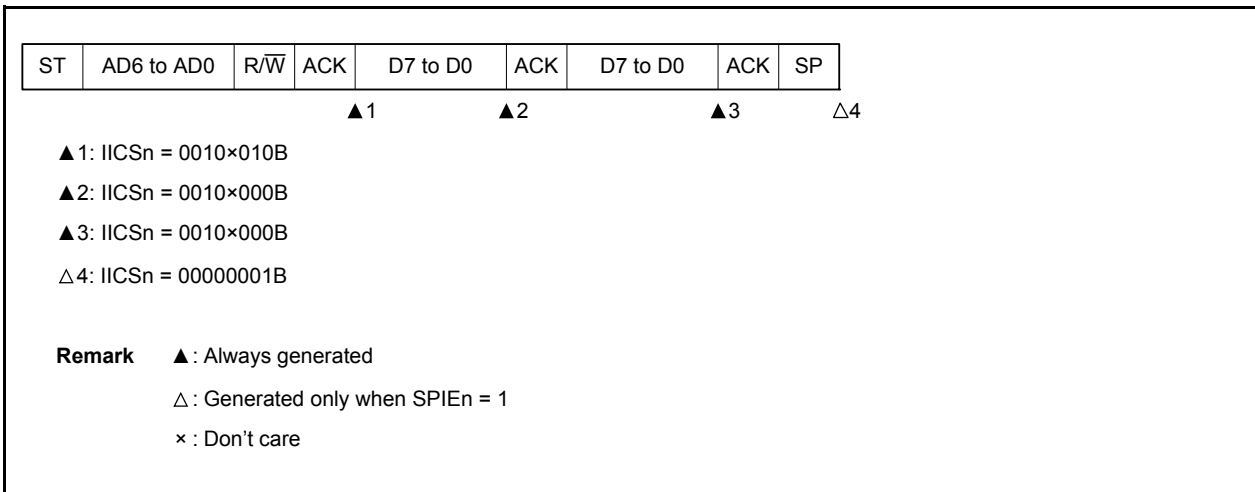 ST AD6 to AD0 R/W̅ ACK D7 to D0 ACK D7 to D0 ACK SP
▲1 ▲2 ▲3 △4
▲1: IICSn = 0010×010B
▲2: IICSn = 0010×000B
▲3: IICSn = 0010×000B
△4: IICSn = 00000001B
Remark ▲: Always generated
△: Generated only when SPIEn = 1
×: Don't care